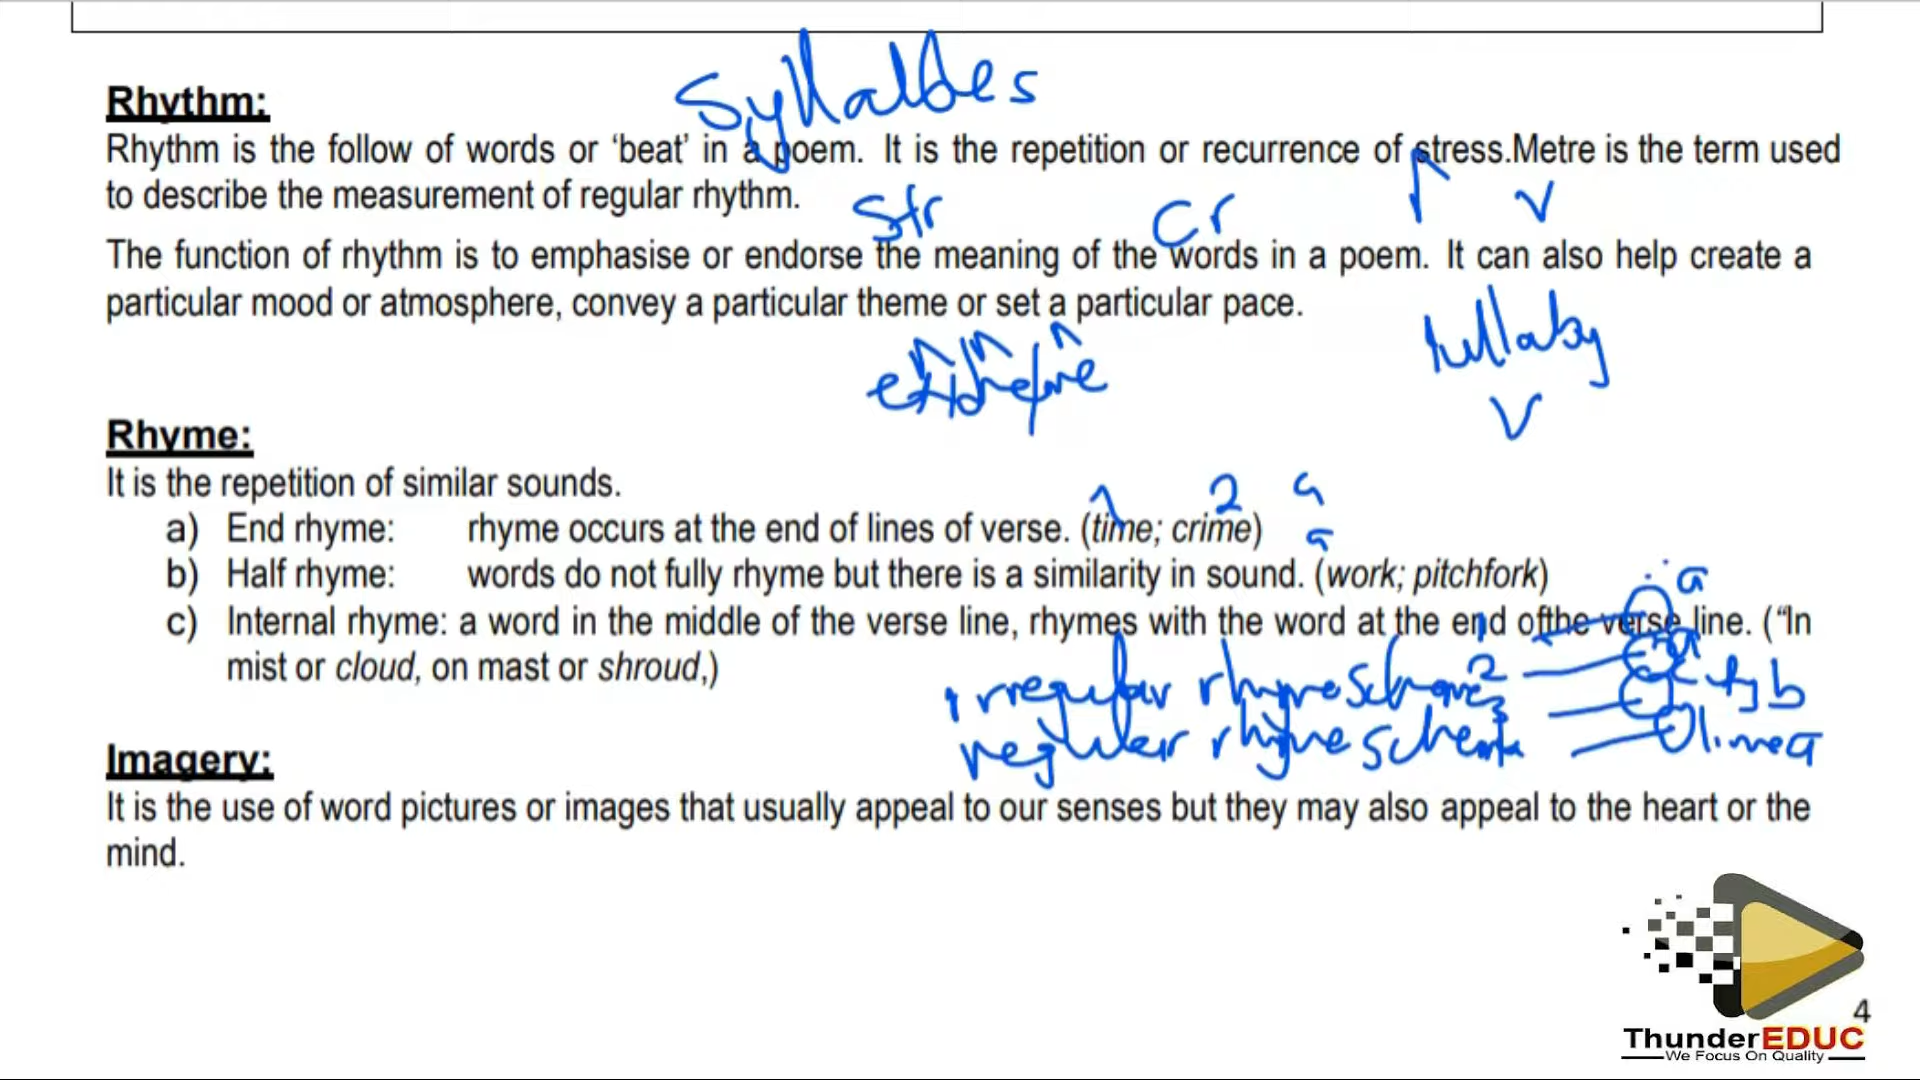 Syllables
Rhythm:
Rhythm is the follow of words or ‘beat’ in a poem. It is the repetition or recurrence of stress.Metre is the term used
to describe the measurement of regular rhythm.
Str Cr
The function of rhythm is to emphasise or endorse the meaning of the words in a poem. It can also help create a
particular mood or atmosphere, convey a particular theme or set a particular pace.
lullaby
Rhyme:
It is the repetition of similar sounds.
2 a
a) End rhyme: rhyme occurs at the end of lines of verse. (time; crime) a
b) Half rhyme: words do not fully rhyme but there is a similarity in sound. (work; pitchfork)
a
c) Internal rhyme: a word in the middle of the verse line, rhymes with the word at the end ofthe verse line. (“In
mist or cloud, on mast or shroud,)
irregular rhyme scheme 2 b
regular rhyme scheme 3
Imagery:
It is the use of word pictures or images that usually appeal to our senses but they may also appeal to the heart or the
mind.
4
ThunderEDUC
We Focus On Quality